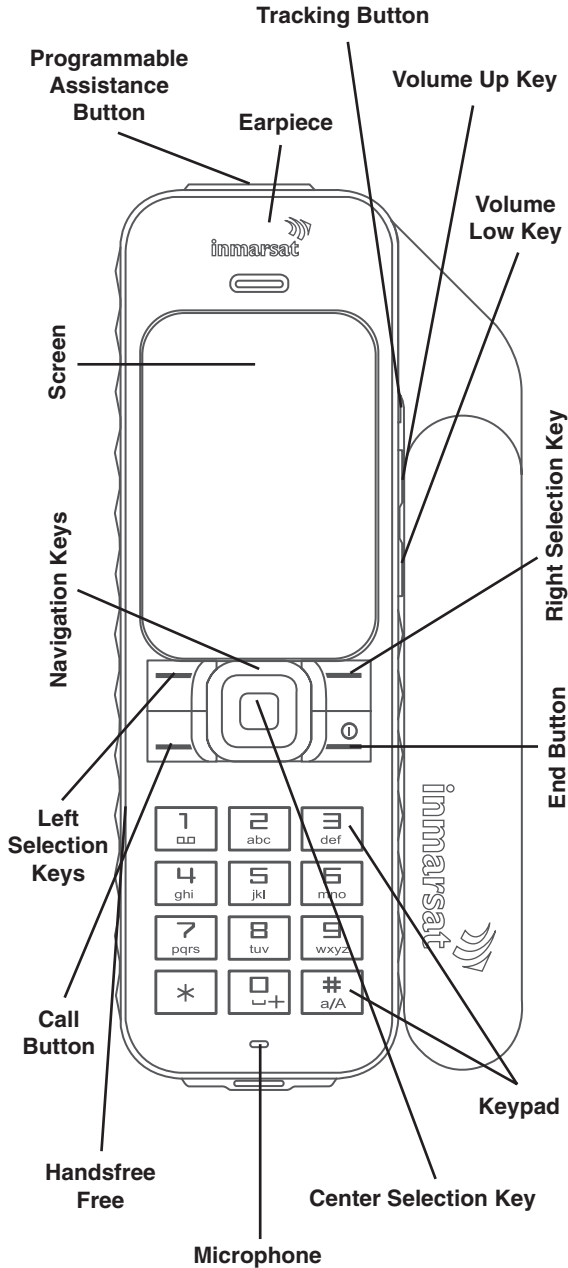 Tracking Button
Programmable
Assistance
Button
Volume Up Key
Earpiece
Volume
Low Key
inmarsat
Screen
Right Selection Key
Navigation Keys
End Button
inmarsat
Left
Selection
Keys
1
2
abc
3
def
4
ghi
5
jkl
6
mno
7
pqrs
8
tuv
9
wxyz
*
0
+
#
a/A
Call
Button
Keypad
Handsfree
Free
Center Selection Key
Microphone